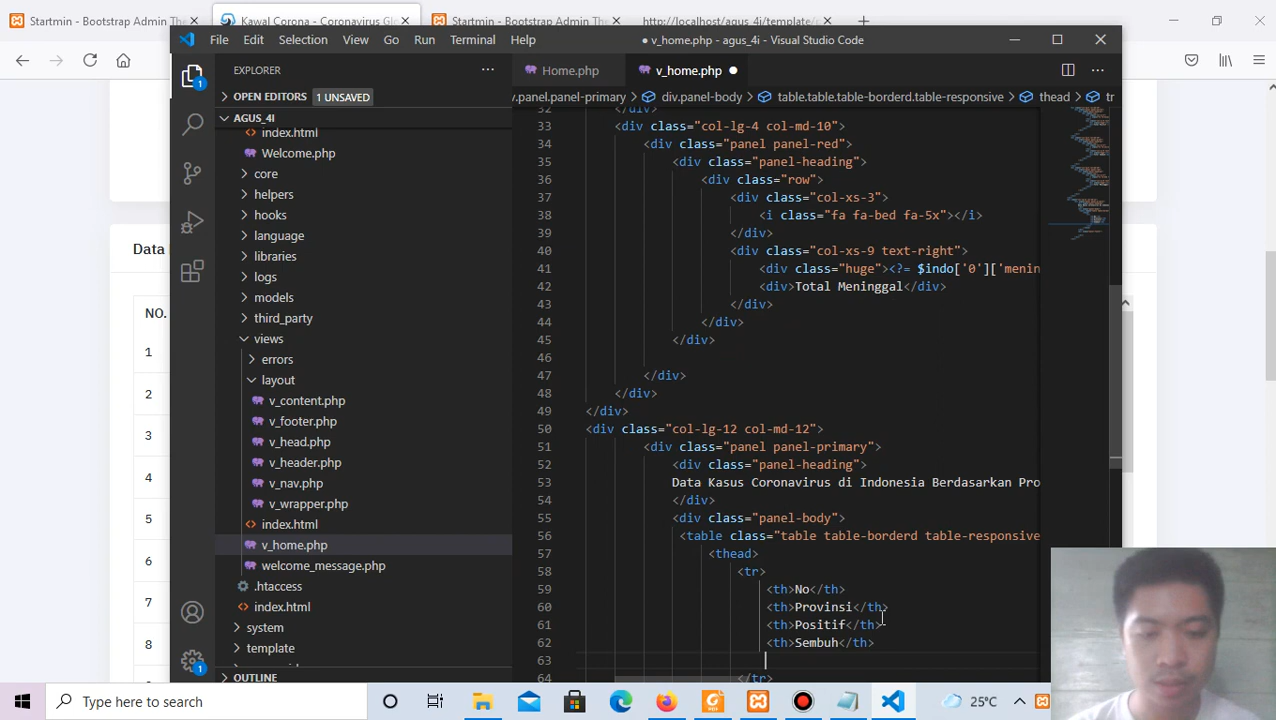 Startmin - Bootstrap Admin The
Kawal Corona - Coronavirus Glo
Startmin - Bootstrap Admin The
http://localhost/agus_4i/template/
File Edit Selection View Go Run Terminal Help
● v_home.php - agus_4i - Visual Studio Code
EXPLORER
OPEN EDITORS 1 UNSAVED
AGUS_4I
index.html
Welcome.php
core
helpers
hooks
language
libraries
logs
models
third_party
views
errors
layout
v_content.php
v_footer.php
v_head.php
v_header.php
v_nav.php
v_wrapper.php
index.html
v_home.php
welcome_message.php
.htaccess
index.html
system
template
OUTLINE
1
1
Home.php
v_home.php
v.panel.panel-primary > div.panel-body > table.table.table-borderd.table-responsive > thead > tr
32 </div>
33 <div class="col-lg-4 col-md-10">
34 <div class="panel panel-red">
35 <div class="panel-heading">
36 <div class="row">
37 <div class="col-xs-3">
38 <i class="fa fa-bed fa-5x"></i>
39 </div>
40 <div class="col-xs-9 text-right">
41 <div class="huge"><?= $indo['0']['menin
42 <div>Total Meninggal</div>
43 </div>
44 </div>
45 </div>
46
47 </div>
48 </div>
49 </div>
50 <div class="col-lg-12 col-md-12">
51 <div class="panel panel-primary">
52 <div class="panel-heading">
53 Data Kasus Coronavirus di Indonesia Berdasarkan Pro
54 </div>
55 <div class="panel-body">
56 <table class="table table-borderd table-responsive
57 <thead>
58 <tr>
59 <th>No</th>
60 <th>Provinsi</th>
61 <th>Positif</th>
62 <th>Sembuh</th>
63
64 </tr>
Data
NO.
1
2
3
4
5
6
7
8
Type here to search
25°C